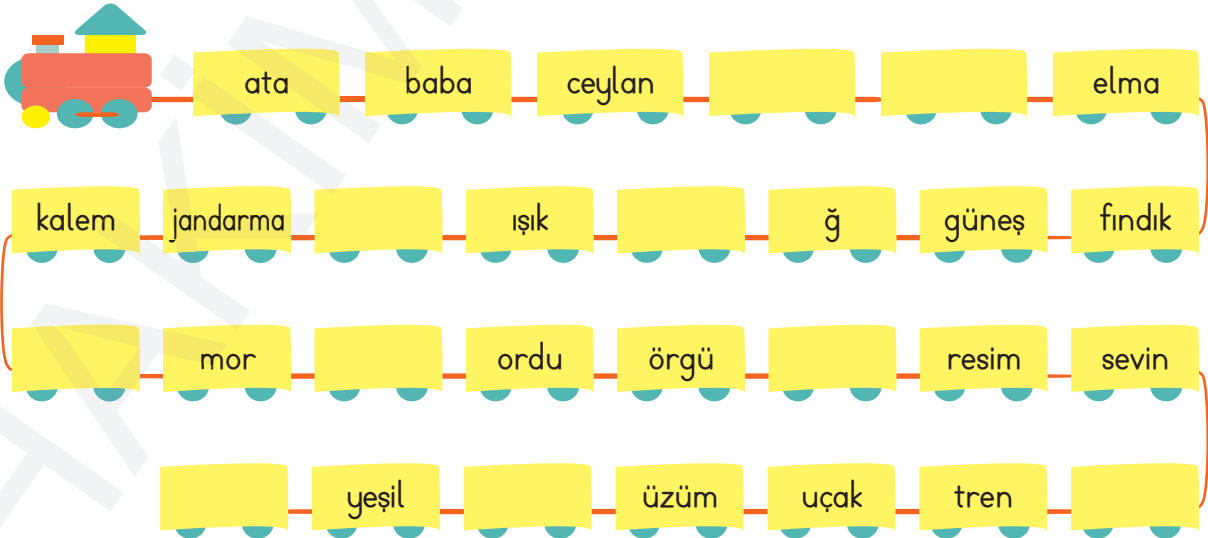 ata baba ceylan elma
kalem jandarma ışık ğ güneş fındık
mor ordu örgü resim sevin
yeşil üzüm uçak tren